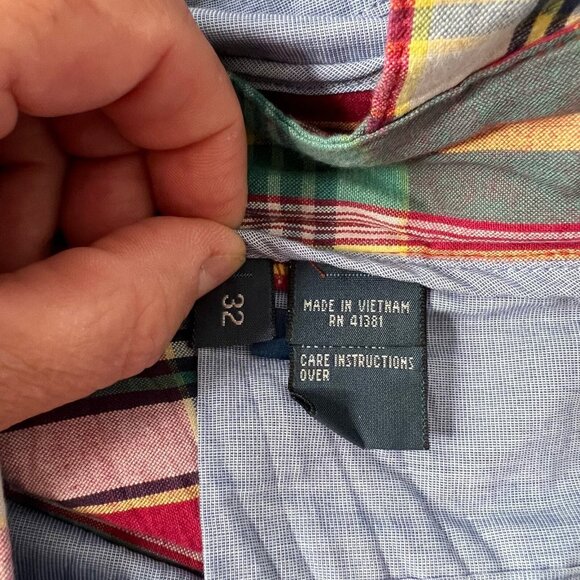 32
MADE IN VIETNAM
RN 41381
CARE INSTRUCTIONS
OVER